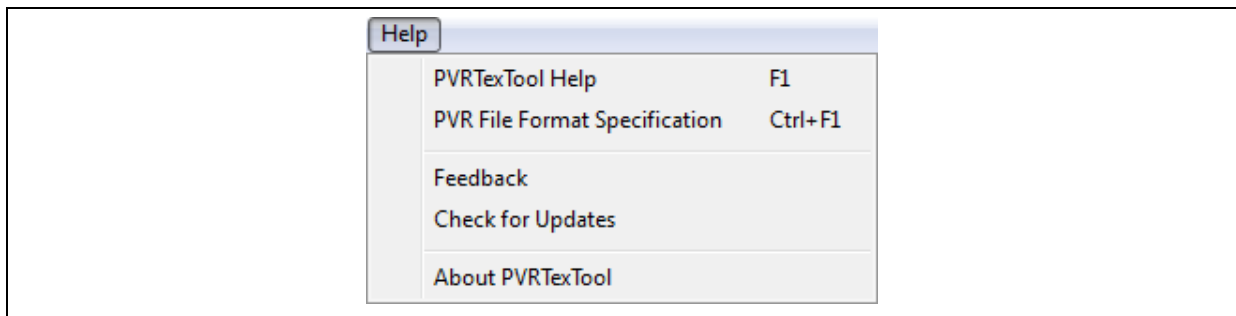 Help
PVRTexTool Help F1
PVR File Format Specification Ctrl+F1
Feedback
Check for Updates
About PVRTexTool